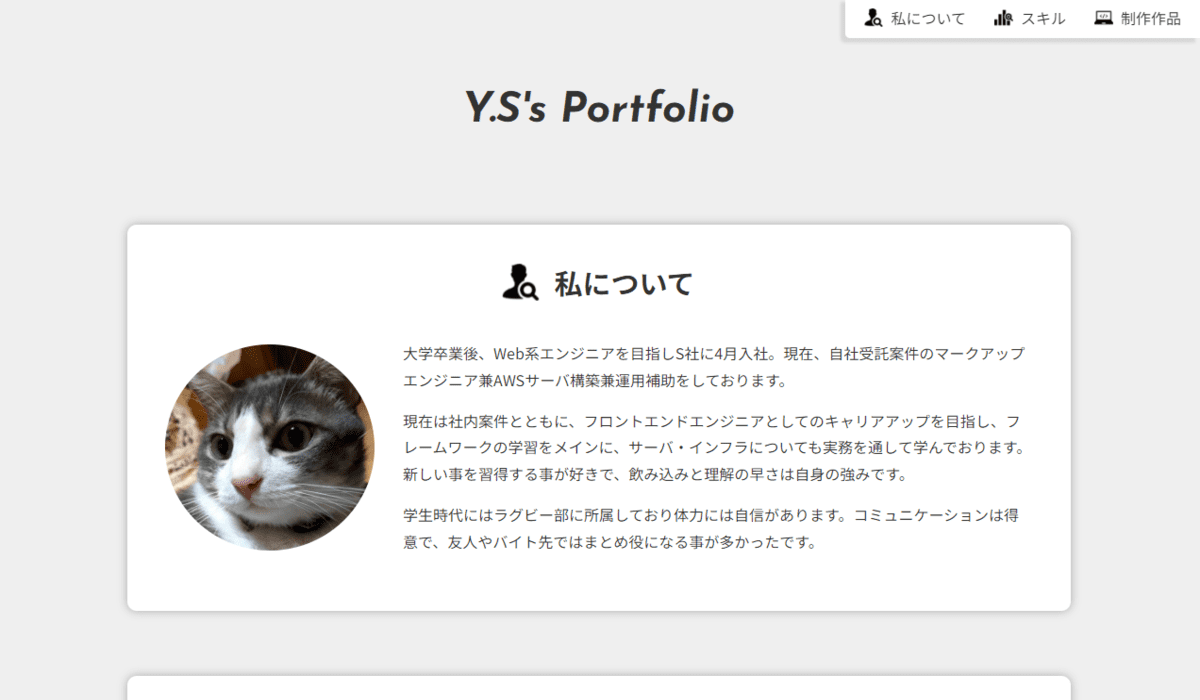 私について スキル 制作作品
Y.S's Portfolio
私について
大学卒業後、Web系エンジニアを目指しS社に4月入社。現在、自社受託案件のマークアップ
エンジニア兼AWSサーバ構築兼運用補助をしております。
現在は社内案件とともに、フロントエンドエンジニアとしてのキャリアアップを目指し、フ
レームワークの学習をメインに、サーバ・インフラについても実務を通して学んでおります。
新しい事を習得する事が好きで、飲み込みと理解の早さは自身の強みです。
学生時代にはラグビー部に所属しており体力には自信があります。コミュニケーションは得
意で、友人やバイト先ではまとめ役になる事が多かったです。